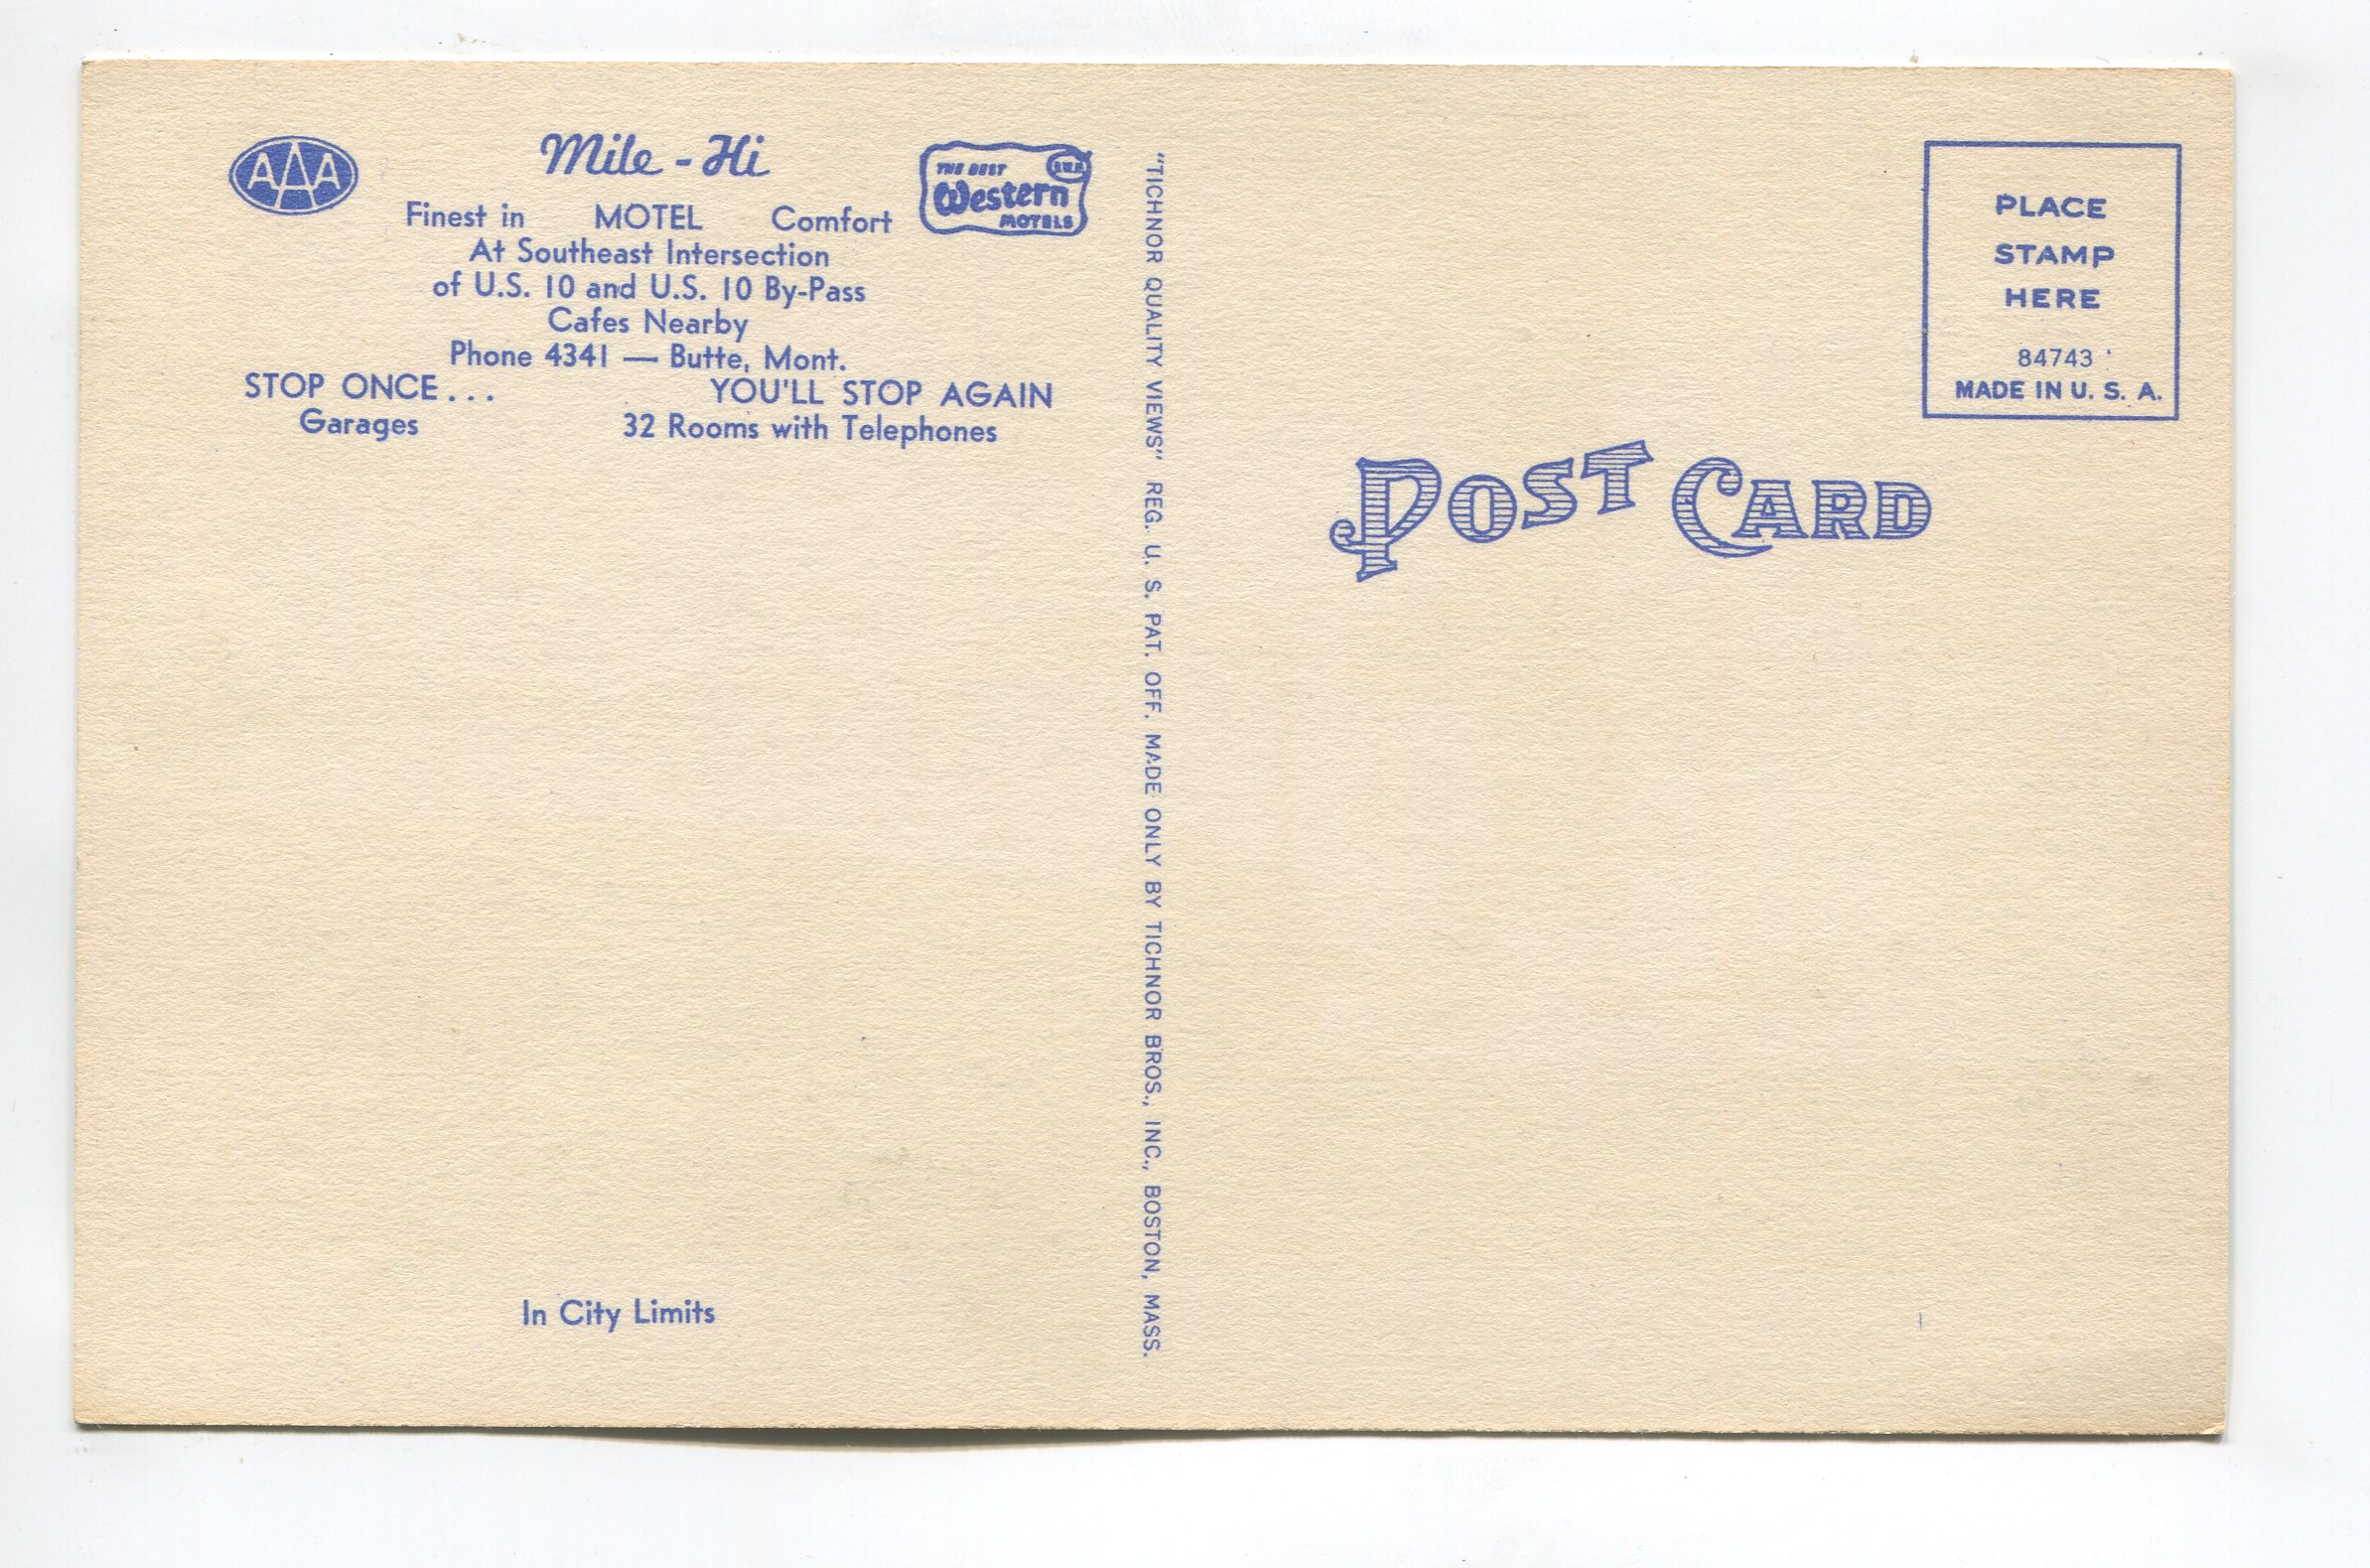 AAA
Mile - Hi
THE BEST
Western
MOTELS
Finest in MOTEL Comfort
At Southeast Intersection
of U.S. 10 and U.S. 10 By-Pass
Cafes Nearby
Phone 4341 — Butte, Mont.
STOP ONCE... YOU'LL STOP AGAIN
Garages 32 Rooms with Telephones
In City Limits
"TICHNOR QUALITY VIEWS" REG. U. S. PAT. OFF. MADE ONLY BY TICHNOR BROS., INC., BOSTON, MASS.
PLACE
STAMP
HERE
84743
MADE IN U. S. A.
POST CARD